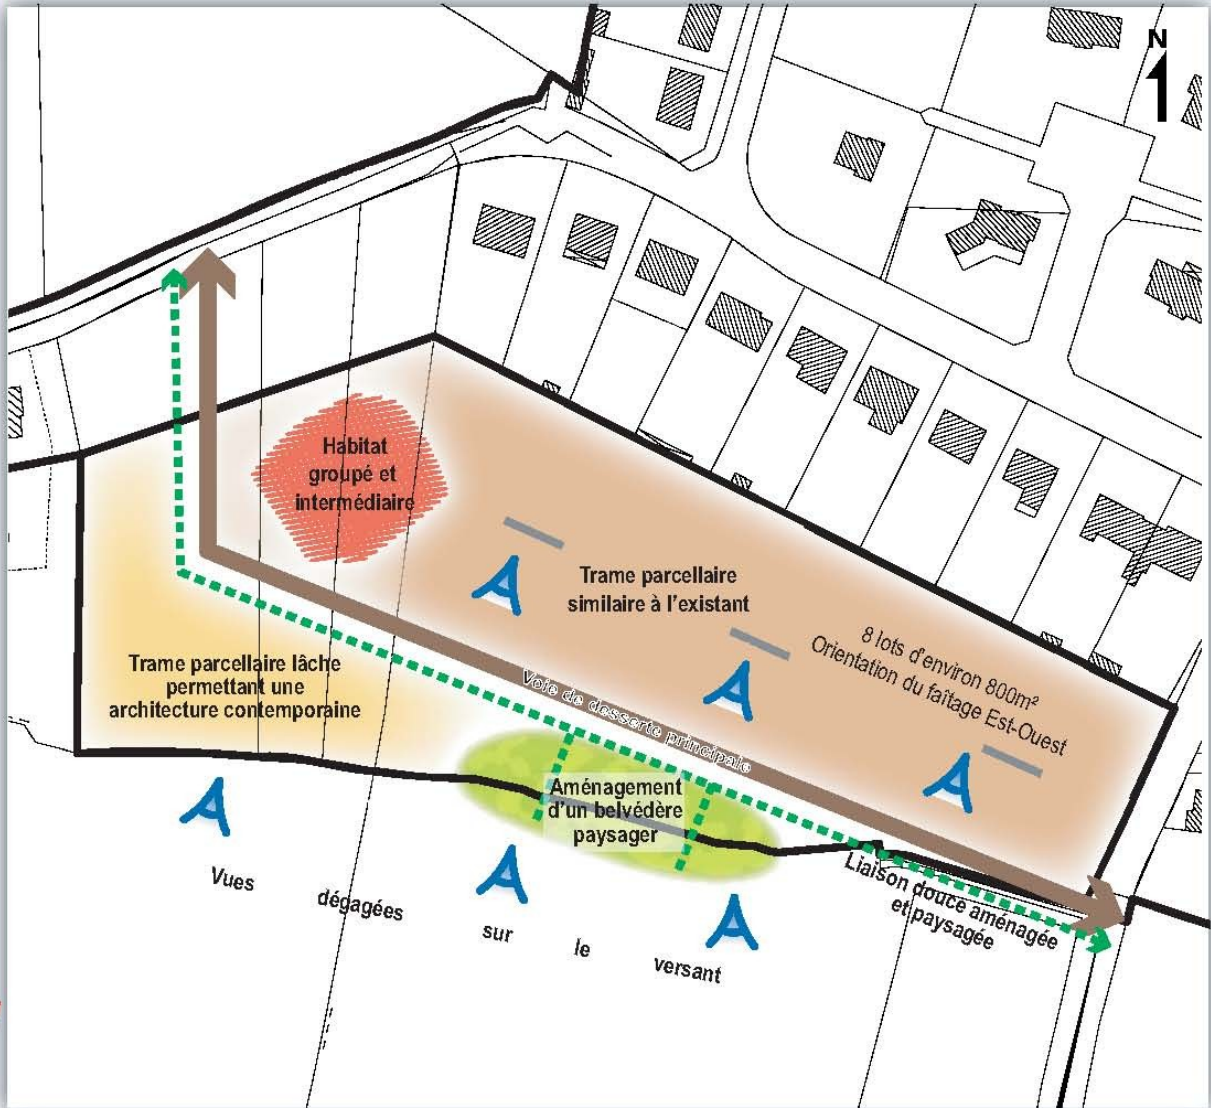 N
Habitat
groupé et
intermédiaire
Trame parcellaire
similaire à l'existant
8 lots d'environ 800m²
Orientation du faîtage Est-Ouest
Trame parcellaire lâche
permettant une
architecture contemporaine
Voie de desserte principale
Aménagement
d'un belvédère
paysager
Liaison douce aménagée
et paysagée
Vues dégagées sur le versant